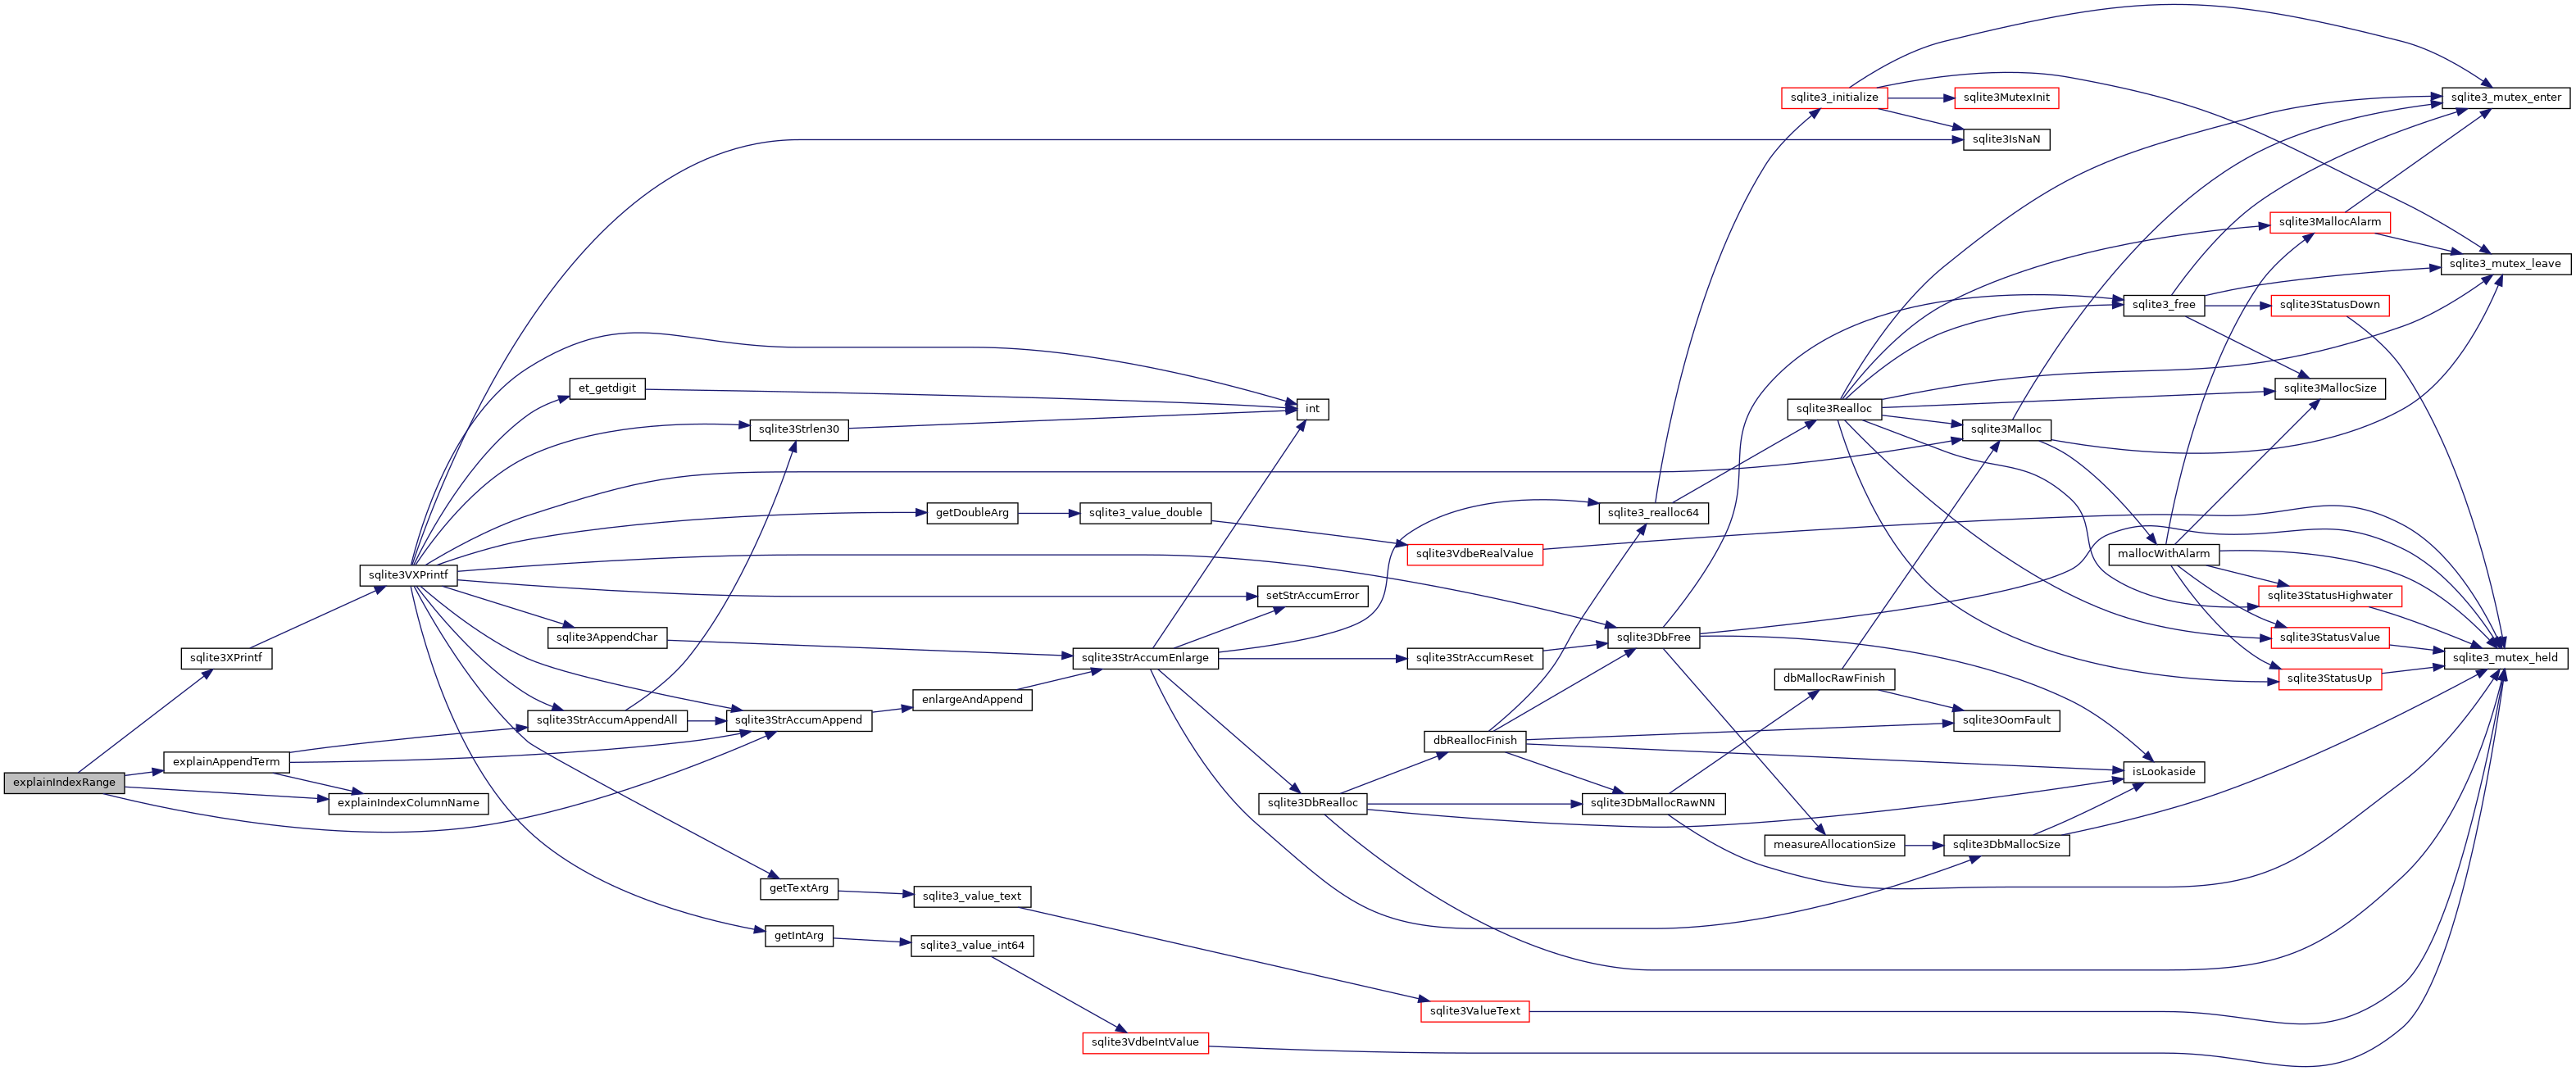 explainIndexRange
sqlite3XPrintf
explainAppendTerm
explainIndexColumnName
sqlite3VXPrintf
et_getdigit
sqlite3AppendChar
sqlite3StrAccumAppendAll
int
sqlite3Strlen30
sqlite3StrAccumAppend
getTextArg
getIntArg
getDoubleArg
enlargeAndAppend
sqlite3_value_text
sqlite3_value_int64
sqlite3_value_double
sqlite3StrAccumEnlarge
sqlite3VdbeIntValue
setStrAccumError
sqlite3DbRealloc
sqlite3VdbeRealValue
sqlite3StrAccumReset
dbReallocFinish
sqlite3ValueText
sqlite3_realloc64
sqlite3DbFree
sqlite3DbMallocRawNN
sqlite3_initialize
sqlite3Realloc
dbMallocRawFinish
measureAllocationSize
sqlite3MutexInit
sqlite3IsNaN
sqlite3Malloc
sqlite3OomFault
sqlite3DbMallocSize
sqlite3_free
mallocWithAlarm
isLookaside
sqlite3MallocAlarm
sqlite3StatusDown
sqlite3MallocSize
sqlite3StatusHighwater
sqlite3StatusValue
sqlite3StatusUp
sqlite3_mutex_enter
sqlite3_mutex_leave
sqlite3_mutex_held